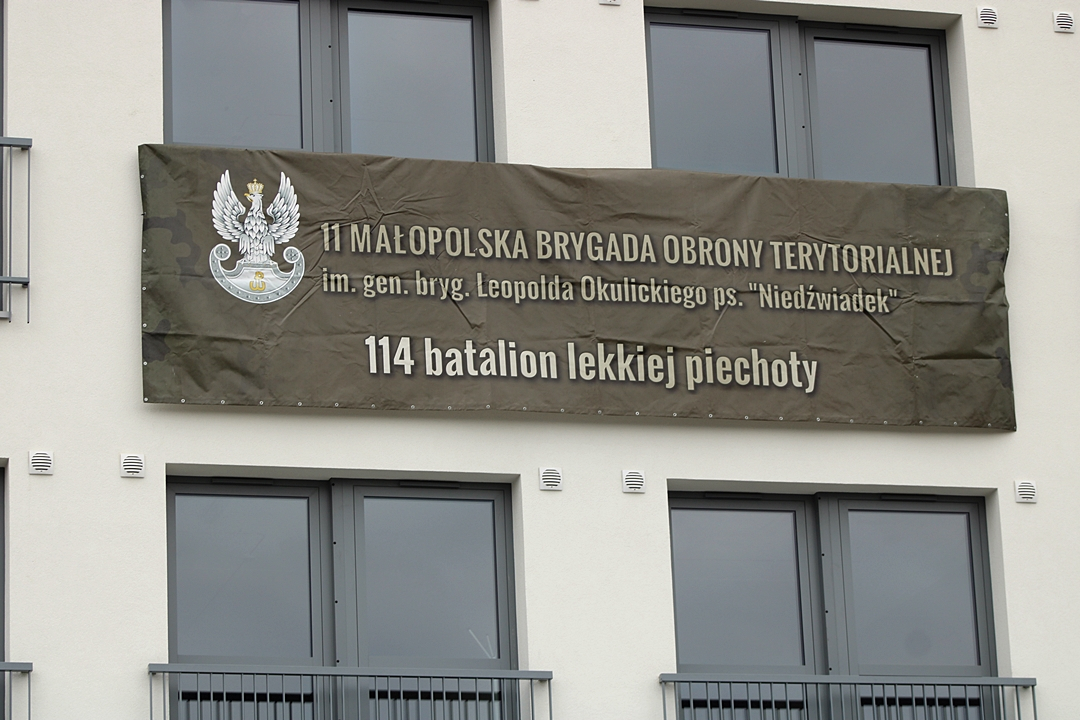 11 MAŁOPOLSKA BRYGADA OBRONY TERYTORIALNEJ
im. gen. bryg. Leopolda Okulickiego ps. "Niedźwiadek"
114 batalion lekkiej piechoty